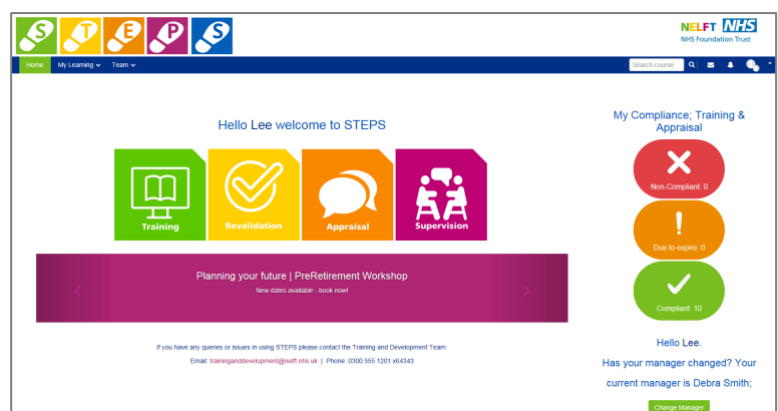 S T E P S
NELFT NHS
NHS Foundation Trust
Home My Learning Team Search course
Hello Lee welcome to STEPS
Training Revalidation Appraisal Supervision
Planning your future | PreRetirement Workshop
New dates available - book now!
If you have any queries or issues in using STEPS please contact the Training and Development Team:
Email: traininganddevelopment@nelft.nhs.uk | Phone: 0300 555 1201 x64343
My Compliance; Training &
Appraisal
Non-Compliant: 0
Due to expire: 0
Compliant: 10
Hello Lee.
Has your manager changed? Your
current manager is Debra Smith;
Change Manager